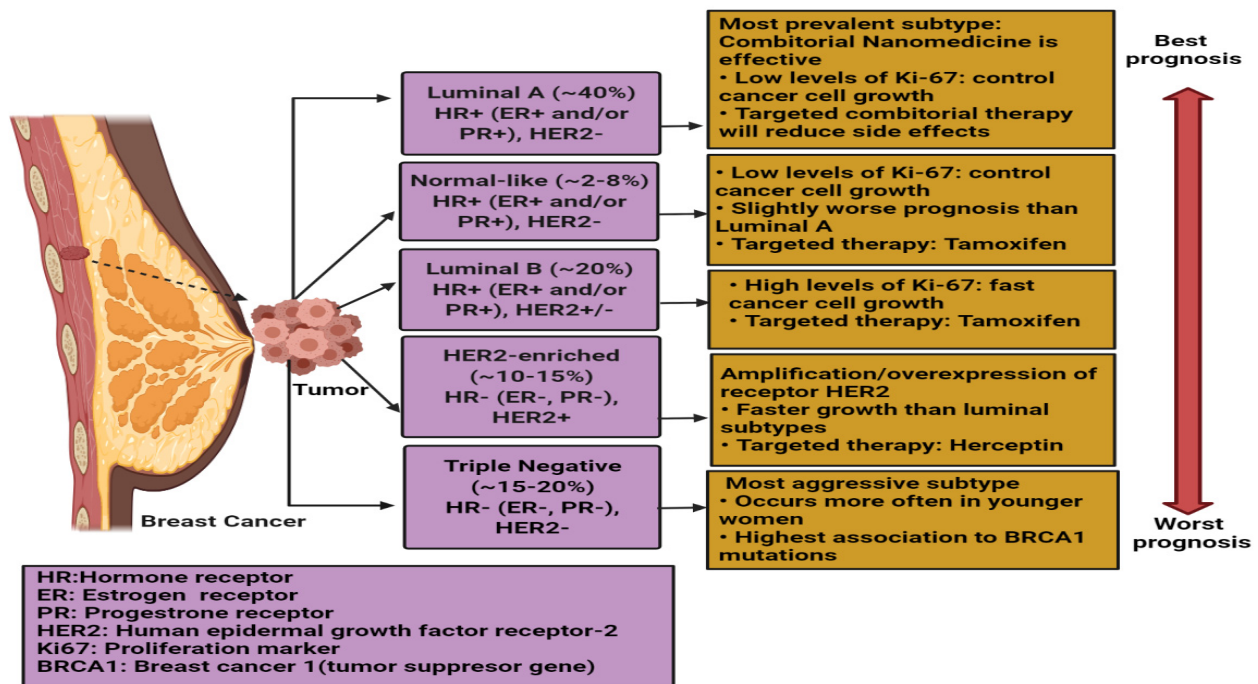 Most prevalent subtype:
Combitorial Nanomedicine is
effective
• Low levels of Ki-67: control
cancer cell growth
• Targeted combitorial therapy
will reduce side effects
Best
prognosis
Luminal A (~40%)
HR+ (ER+ and/or
PR+), HER2-
Normal-like (~2-8%)
HR+ (ER+ and/or
PR+), HER2-
• Low levels of Ki-67: control
cancer cell growth
• Slightly worse prognosis than
Luminal A
• Targeted therapy: Tamoxifen
Luminal B (~20%)
HR+ (ER+ and/or
PR+), HER2+/-
• High levels of Ki-67: fast
cancer cell growth
• Targeted therapy: Tamoxifen
Tumor
HER2-enriched
(~10-15%)
HR- (ER-, PR-),
HER2+
Amplification/overexpression of
receptor HER2
• Faster growth than luminal
subtypes
• Targeted therapy: Herceptin
Breast Cancer
Triple Negative
(~15-20%)
HR- (ER-, PR-),
HER2-
Most aggressive subtype
• Occurs more often in younger
women
• Highest association to BRCA1
mutations
Worst
prognosis
HR:Hormone receptor
ER: Estrogen receptor
PR: Progestrone receptor
HER2: Human epidermal growth factor receptor-2
Ki67: Proliferation marker
BRCA1: Breast cancer 1(tumor suppresor gene)